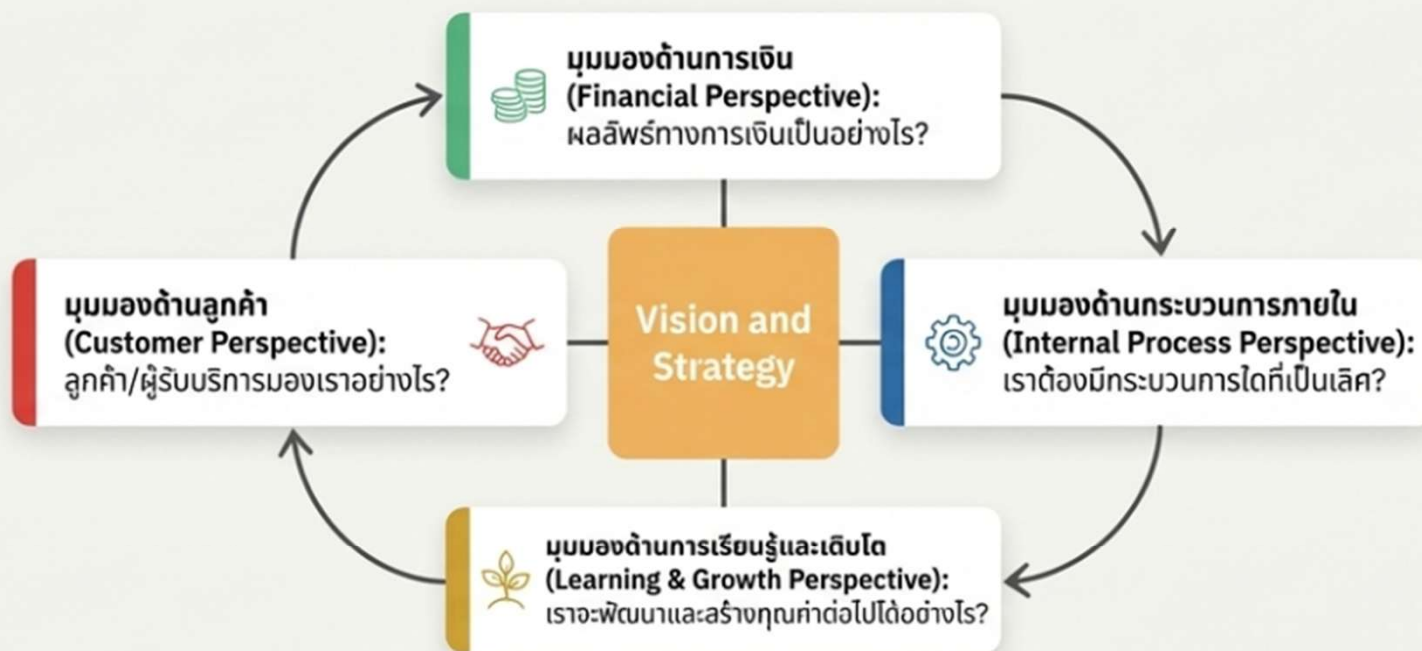 มุมมองด้านการเงิน
(Financial Perspective):
ผลลัพธ์ทางการเงินเป็นอย่างไร?
มุมมองด้านลูกค้า
(Customer Perspective):
ลูกค้า/ผู้รับบริการมองเราอย่างไร?
Vision and
Strategy
มุมมองด้านกระบวนการภายใน
(Internal Process Perspective):
เราต้องมีกระบวนการใดที่เป็นเลิศ?
มุมมองด้านการเรียนรู้และเติบโต
(Learning & Growth Perspective):
เราจะพัฒนาและสร้างคุณค่าต่อไปได้อย่างไร?